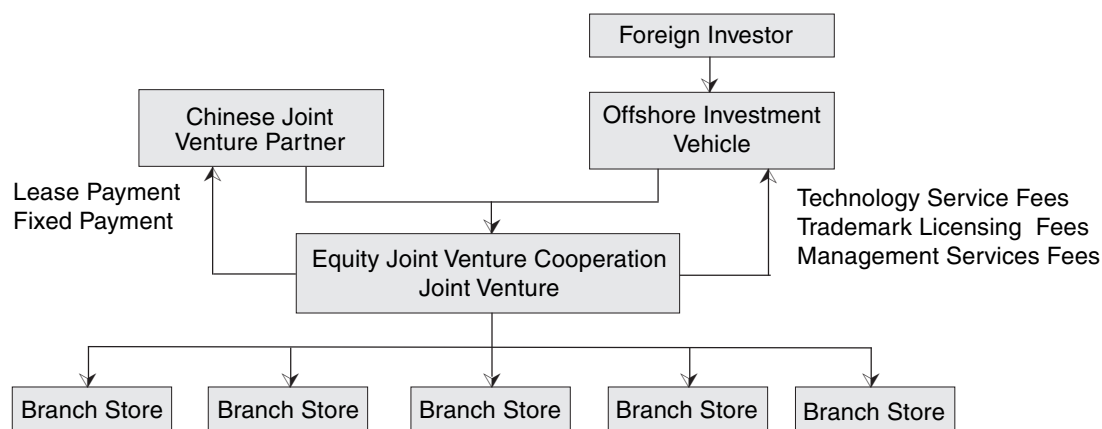 Foreign Investor
Chinese Joint
Venture Partner
Offshore Investment
Vehicle
Lease Payment
Fixed Payment
Technology Service Fees
Trademark Licensing Fees
Management Services Fees
Equity Joint Venture Cooperation
Joint Venture
Branch Store
Branch Store
Branch Store
Branch Store
Branch Store